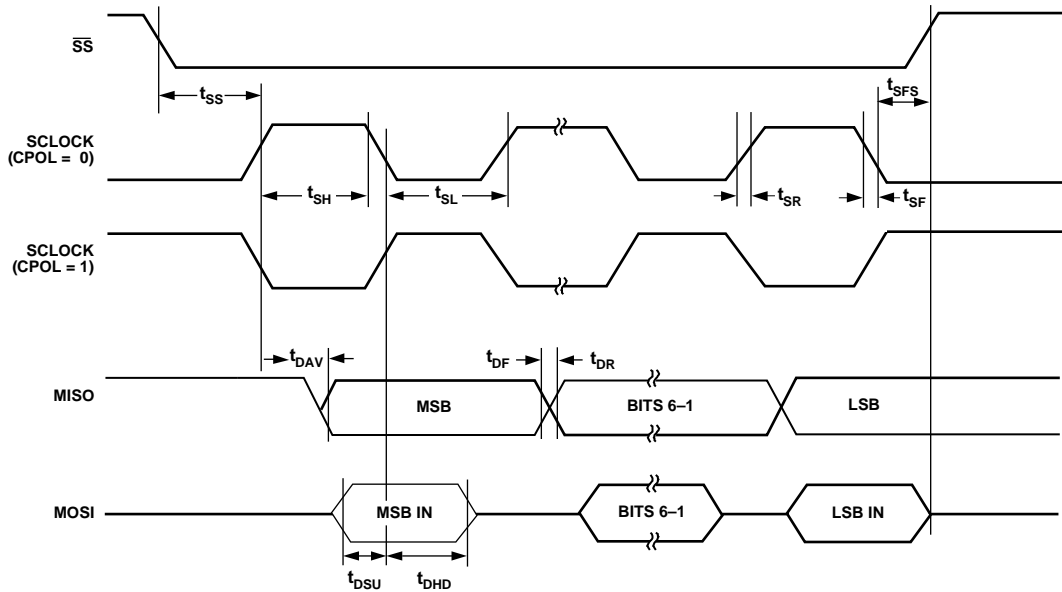 SS
tSS
tSFS
SCLOCK
(CPOL = 0)
tSH
tSL
tSR
tSF
SCLOCK
(CPOL = 1)
tDAV
tDF
tDR
MISO
MSB
BITS 6–1
LSB
MOSI
MSB IN
BITS 6–1
LSB IN
tDSU
tDHD